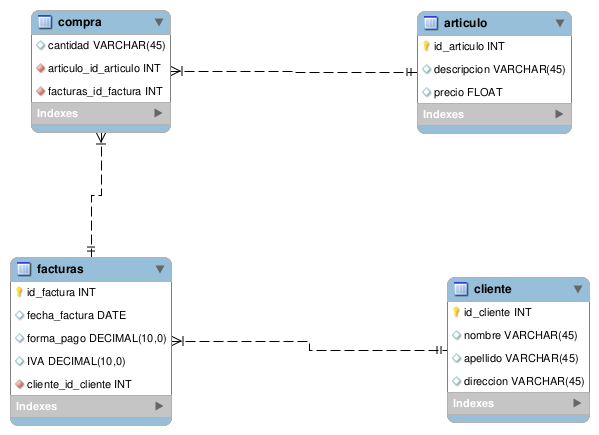 compra
cantidad VARCHAR(45)
articulo_id_articulo INT
facturas_id_factura INT
Indexes
articulo
id_articulo INT
descripcion VARCHAR(45)
precio FLOAT
Indexes
facturas
id_factura INT
fecha_factura DATE
forma_pago DECIMAL(10,0)
IVA DECIMAL(10,0)
cliente_id_cliente INT
Indexes
cliente
id_cliente INT
nombre VARCHAR(45)
apellido VARCHAR(45)
direccion VARCHAR(45)
Indexes